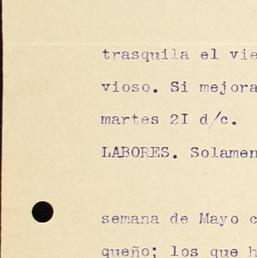 trasquila el vie
vioso. Si mejora
martes 2I d/c.
LABORES. Solamen
semana de Mayo c
queño; los que h